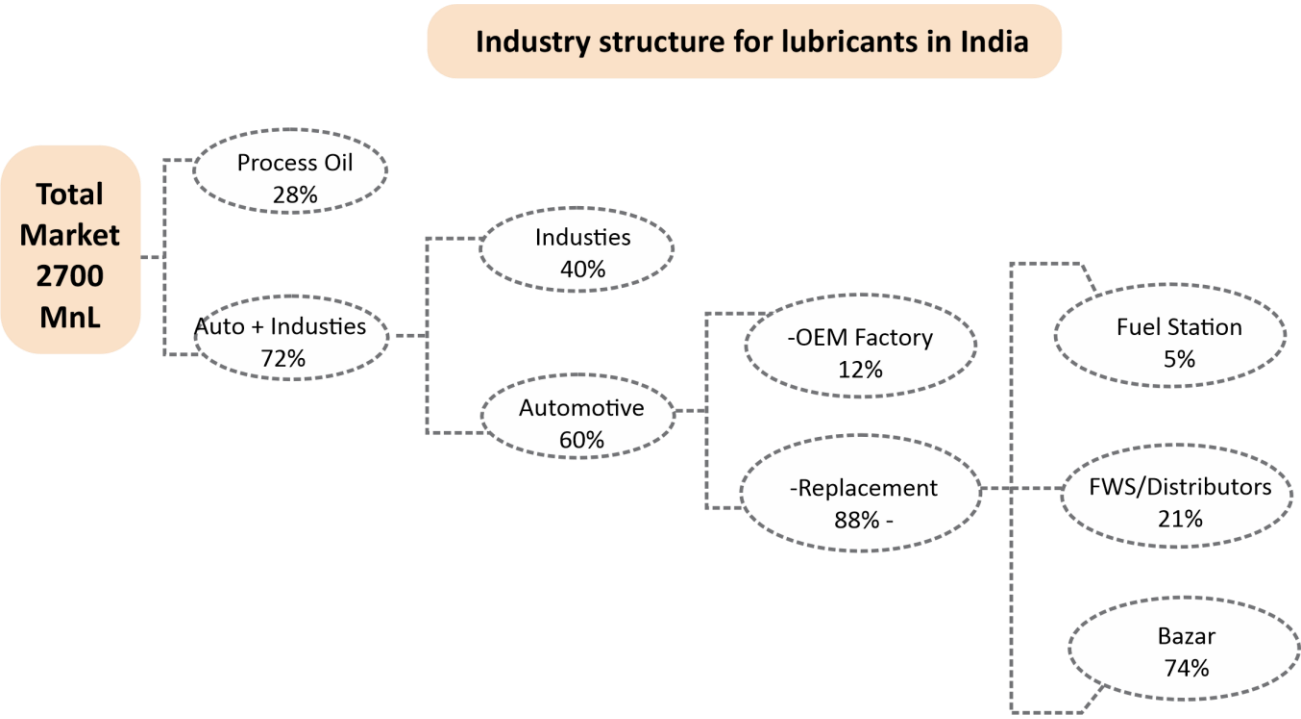 Industry structure for lubricants in India
Total
Market
2700
MnL
Process Oil
28%
Auto + Industies
72%
Industies
40%
Automotive
60%
-OEM Factory
12%
-Replacement
88% -
Fuel Station
5%
FWS/Distributors
21%
Bazar
74%